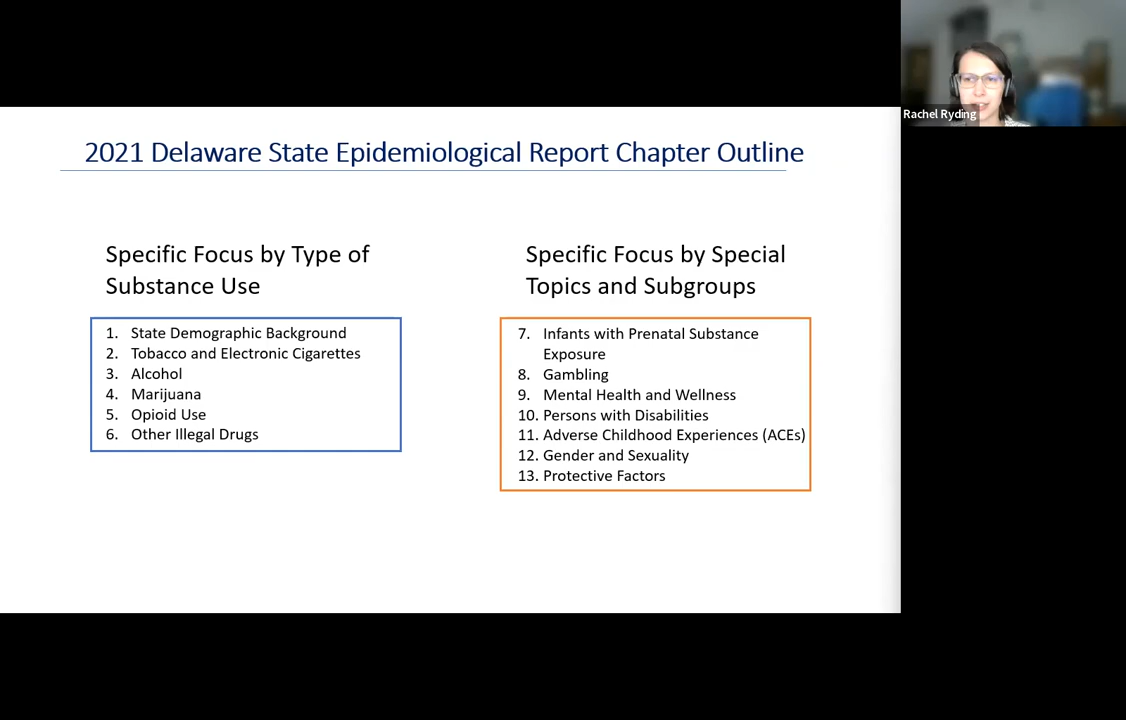 Rachel Ryding
2021 Delaware State Epidemiological Report Chapter Outline
Specific Focus by Type of
Substance Use
1. State Demographic Background
2. Tobacco and Electronic Cigarettes
3. Alcohol
4. Marijuana
5. Opioid Use
6. Other Illegal Drugs
Specific Focus by Special
Topics and Subgroups
7. Infants with Prenatal Substance
Exposure
8. Gambling
9. Mental Health and Wellness
10. Persons with Disabilities
11. Adverse Childhood Experiences (ACEs)
12. Gender and Sexuality
13. Protective Factors